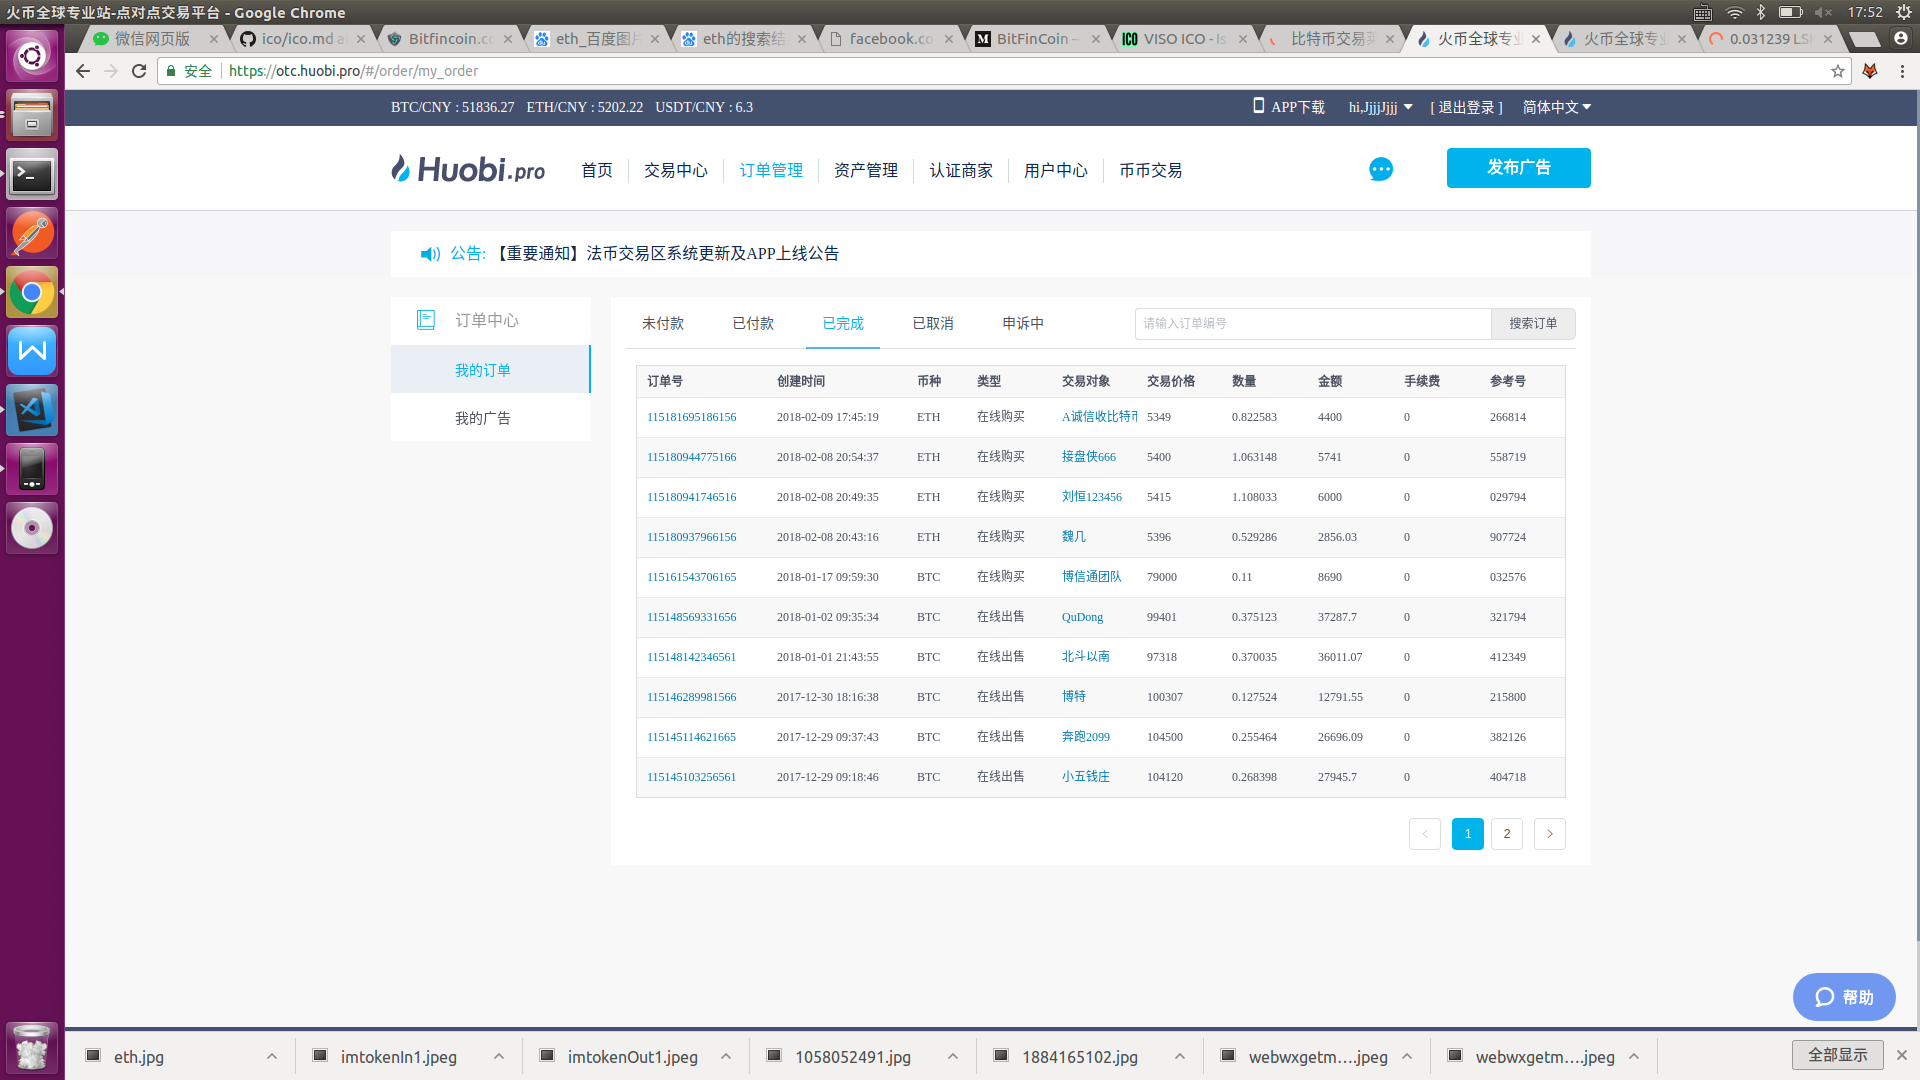 火币全球专业站-点对点交易平台 - Google Chrome
17:52
微信网页版
ico/ico.md a
Bitfincoin.co
eth_百度图片
eth的搜索结
facebook.co
BitFinCoin –
VISO ICO - Is
比特币交易买
火币全球专业
火币全球专业
0.031239 LSK
安全
https://otc.huobi.pro/#/order/my_order
BTC/CNY : 51836.27 ETH/CNY : 5202.22 USDT/CNY : 6.3
APP下载
hi,JjjjJjjj
[ 退出登录 ]
简体中文
Huobi.pro
首页
交易中心
订单管理
资产管理
认证商家
用户中心
币币交易
发布广告
公告: 【重要通知】法币交易区系统更新及APP上线公告
订单中心
我的订单
我的广告
未付款 已付款 已完成 已取消 申诉中
请输入订单编号
搜索订单
订单号 创建时间 币种 类型 交易对象 交易价格 数量 金额 手续费 参考号
115181695186156 2018-02-09 17:45:19 ETH 在线购买 A诚信收比特币 5349 0.822583 4400 0 266814
115180944775166 2018-02-08 20:54:37 ETH 在线购买 接盘侠666 5400 1.063148 5741 0 558719
115180941746516 2018-02-08 20:49:35 ETH 在线购买 刘恒123456 5415 1.108033 6000 0 029794
115180937966156 2018-02-08 20:43:16 ETH 在线购买 魏几 5396 0.529286 2856.03 0 907724
115161543706165 2018-01-17 09:59:30 BTC 在线购买 博信通团队 79000 0.11 8690 0 032576
115148569331656 2018-01-02 09:35:34 BTC 在线出售 QuDong 99401 0.375123 37287.7 0 321794
115148142346561 2018-01-01 21:43:55 BTC 在线出售 北斗以南 97318 0.370035 36011.07 0 412349
115146289981566 2017-12-30 18:16:38 BTC 在线出售 博特 100307 0.127524 12791.55 0 215800
115145114621665 2017-12-29 09:37:43 BTC 在线出售 奔跑2099 104500 0.255464 26696.09 0 382126
115145103256561 2017-12-29 09:18:46 BTC 在线出售 小五钱庄 104120 0.268398 27945.7 0 404718
1 2
帮助
eth.jpg
imtokenIn1.jpeg
imtokenOut1.jpeg
1058052491.jpg
1884165102.jpg
webwxgetm....jpeg
webwxgetm....jpeg
全部显示